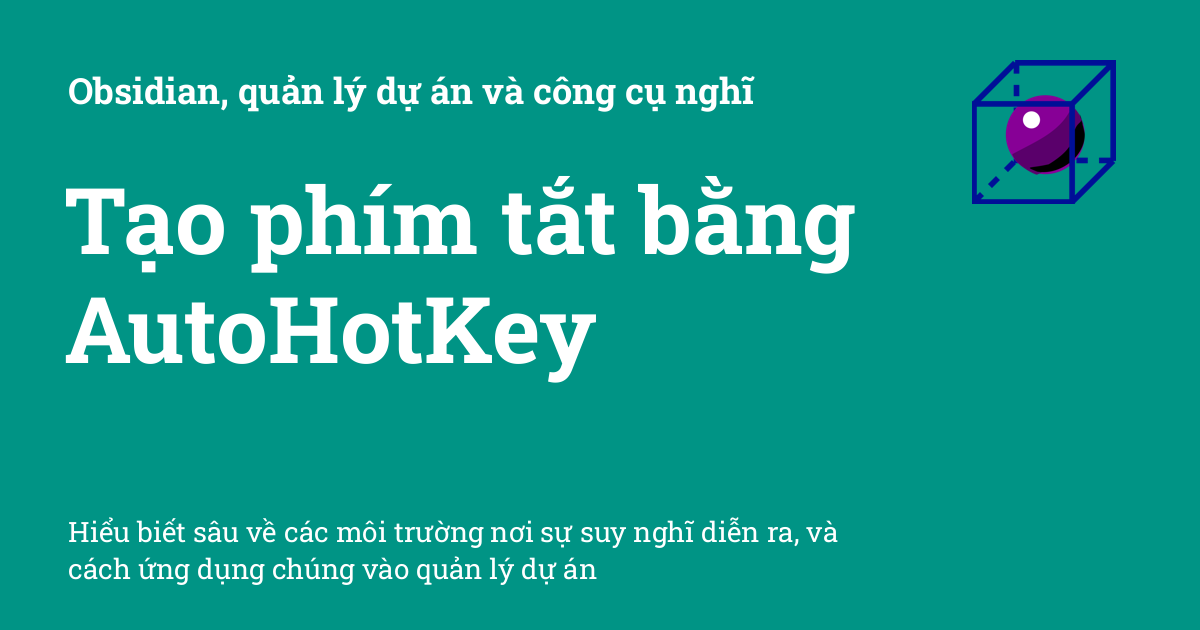 Obsidian, quản lý dự án và công cụ nghĩ
Tạo phím tắt bằng
AutoHotKey
Hiểu biết sâu về các môi trường nơi sự suy nghĩ diễn ra, và
cách ứng dụng chúng vào quản lý dự án